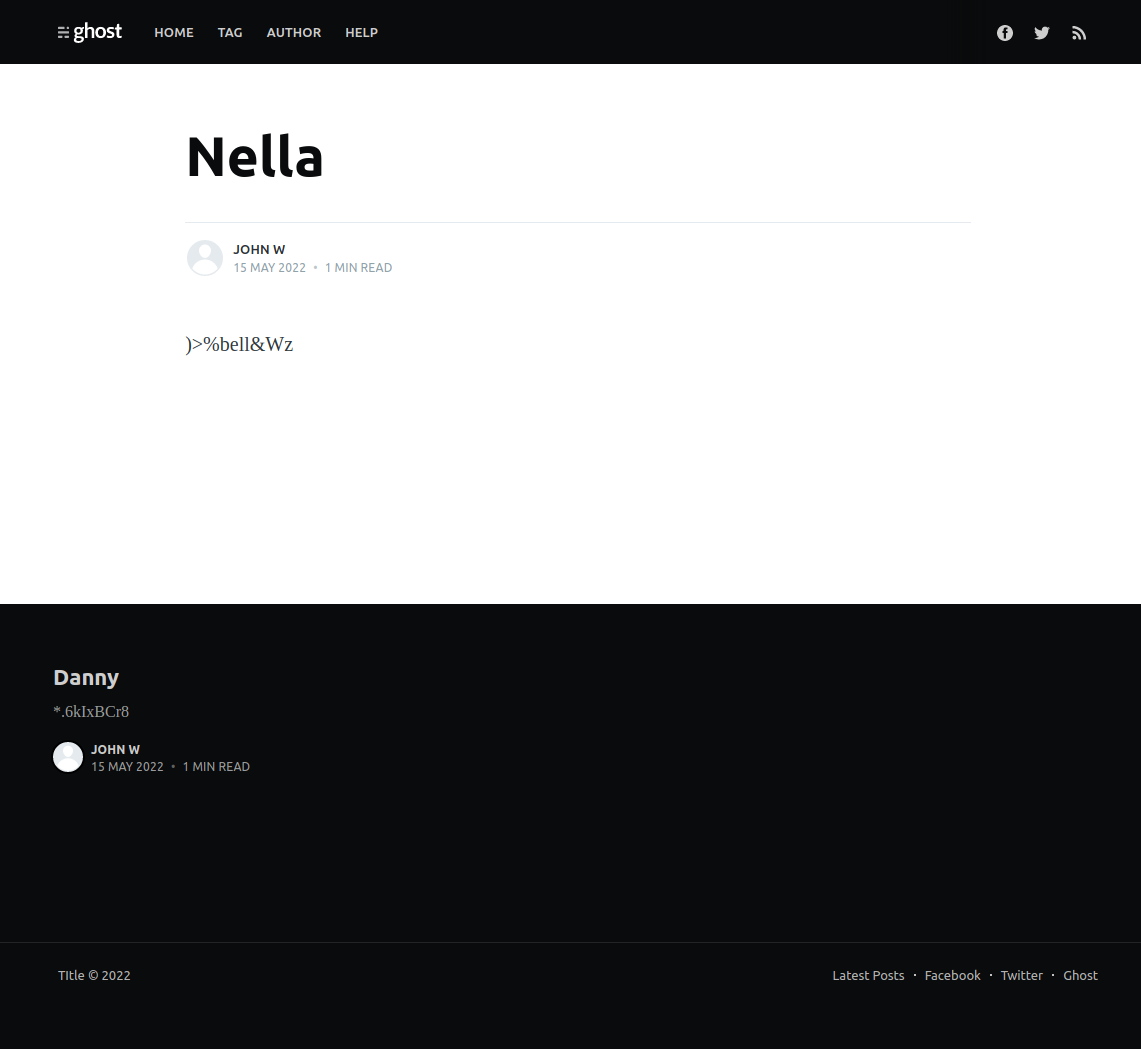 ghost HOME TAG AUTHOR HELP
Nella
JOHN W
15 MAY 2022 • 1 MIN READ
)>%bell&Wz
Danny
*.6kIxBCr8
JOHN W
15 MAY 2022 • 1 MIN READ
TItle © 2022 Latest Posts • Facebook • Twitter • Ghost